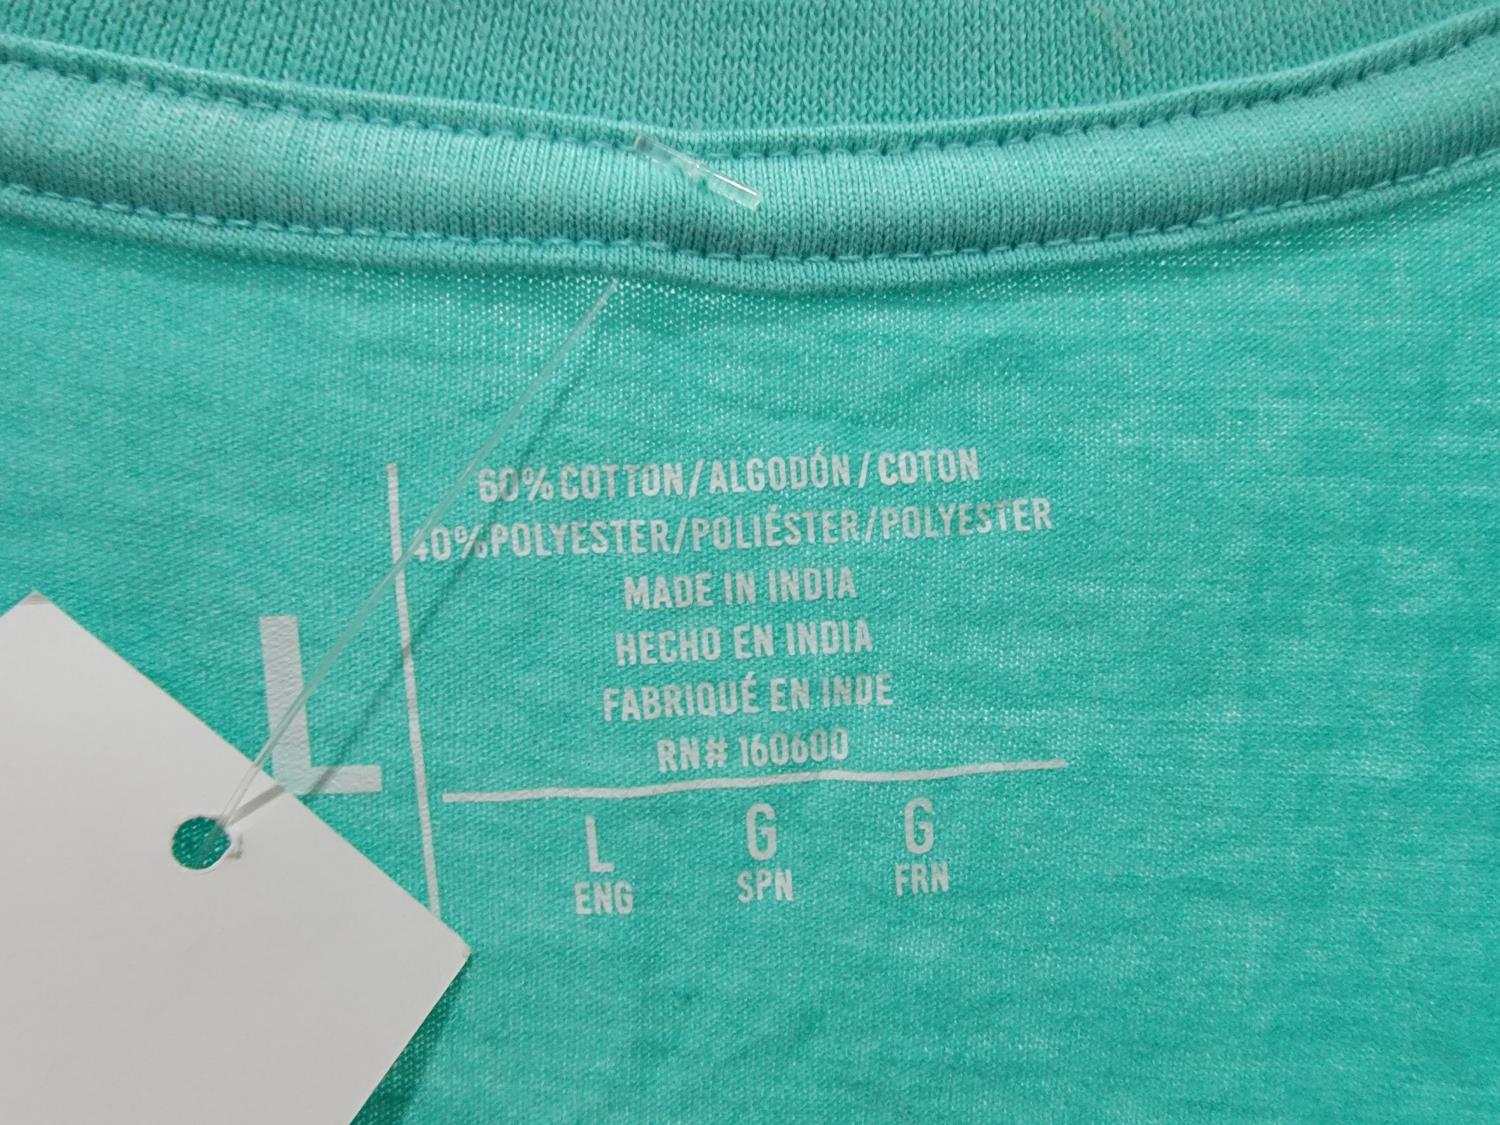 60% COTTON/ALGODÓN/COTON
40% POLYESTER/POLIÉSTER/POLYESTER
MADE IN INDIA
HECHO EN INDIA
FABRIQUÉ EN INDE
RN# 160600
L
L G G
ENG SPN FRN